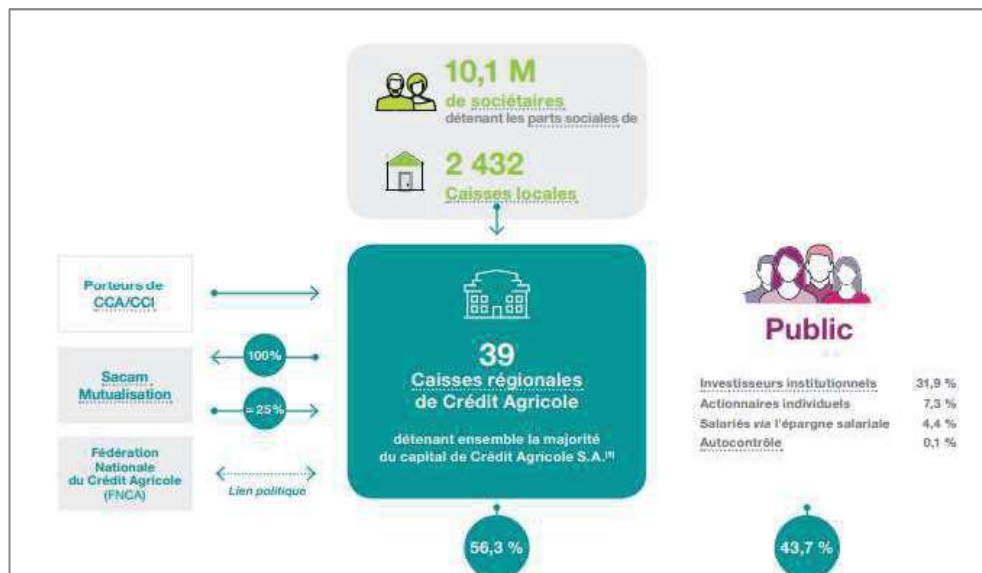 10,1 M
de sociétaires
détenant les parts sociales de
2 432
Caisses locales
Porteurs de
CCA/CCI
Sacam
Mutualisation
100%
≈ 25%
Fédération
Nationale
du Crédit Agricole
(FNCA)
Lien politique
39
Caisses régionales
de Crédit Agricole
détenant ensemble la majorité
du capital de Crédit Agricole S.A.
56,3 %
Public
Investisseurs institutionnels 31,9 %
Actionnaires individuels 7,3 %
Salariés via l'épargne salariale 4,4 %
Autocontrôle 0,1 %
43,7 %